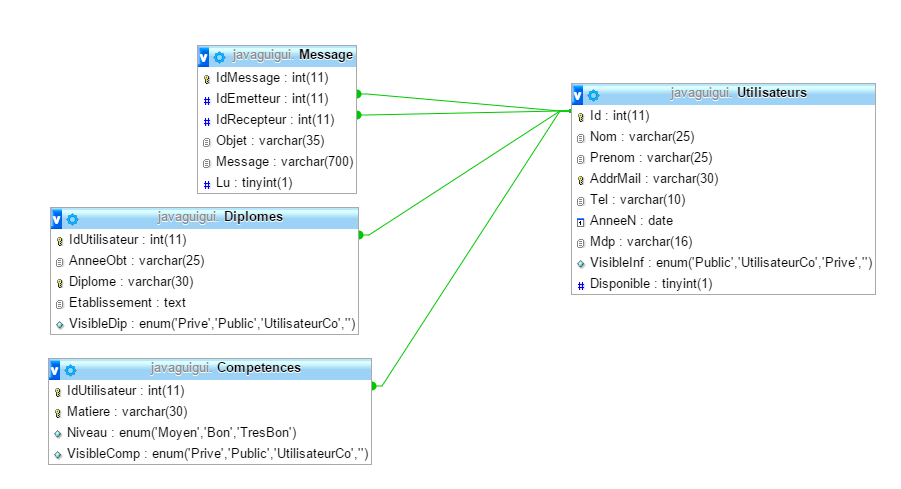 javaguigui. Message
IdMessage : int(11)
IdEmetteur : int(11)
IdRecepteur : int(11)
Objet : varchar(35)
Message : varchar(700)
Lu : tinyint(1)
javaguigui. Utilisateurs
Id : int(11)
Nom : varchar(25)
Prenom : varchar(25)
AddrMail : varchar(30)
Tel : varchar(10)
AnneeN : date
Mdp : varchar(16)
VisibleInf : enum('Public','UtilisateurCo','Prive','')
Disponible : tinyint(1)
javaguigui. Diplomes
IdUtilisateur : int(11)
AnneeObt : varchar(25)
Diplome : varchar(30)
Etablissement : text
VisibleDip : enum('Prive','Public','UtilisateurCo','')
javaguigui. Competences
IdUtilisateur : int(11)
Matiere : varchar(30)
Niveau : enum('Moyen','Bon','TresBon')
VisibleComp : enum('Prive','Public','UtilisateurCo','')